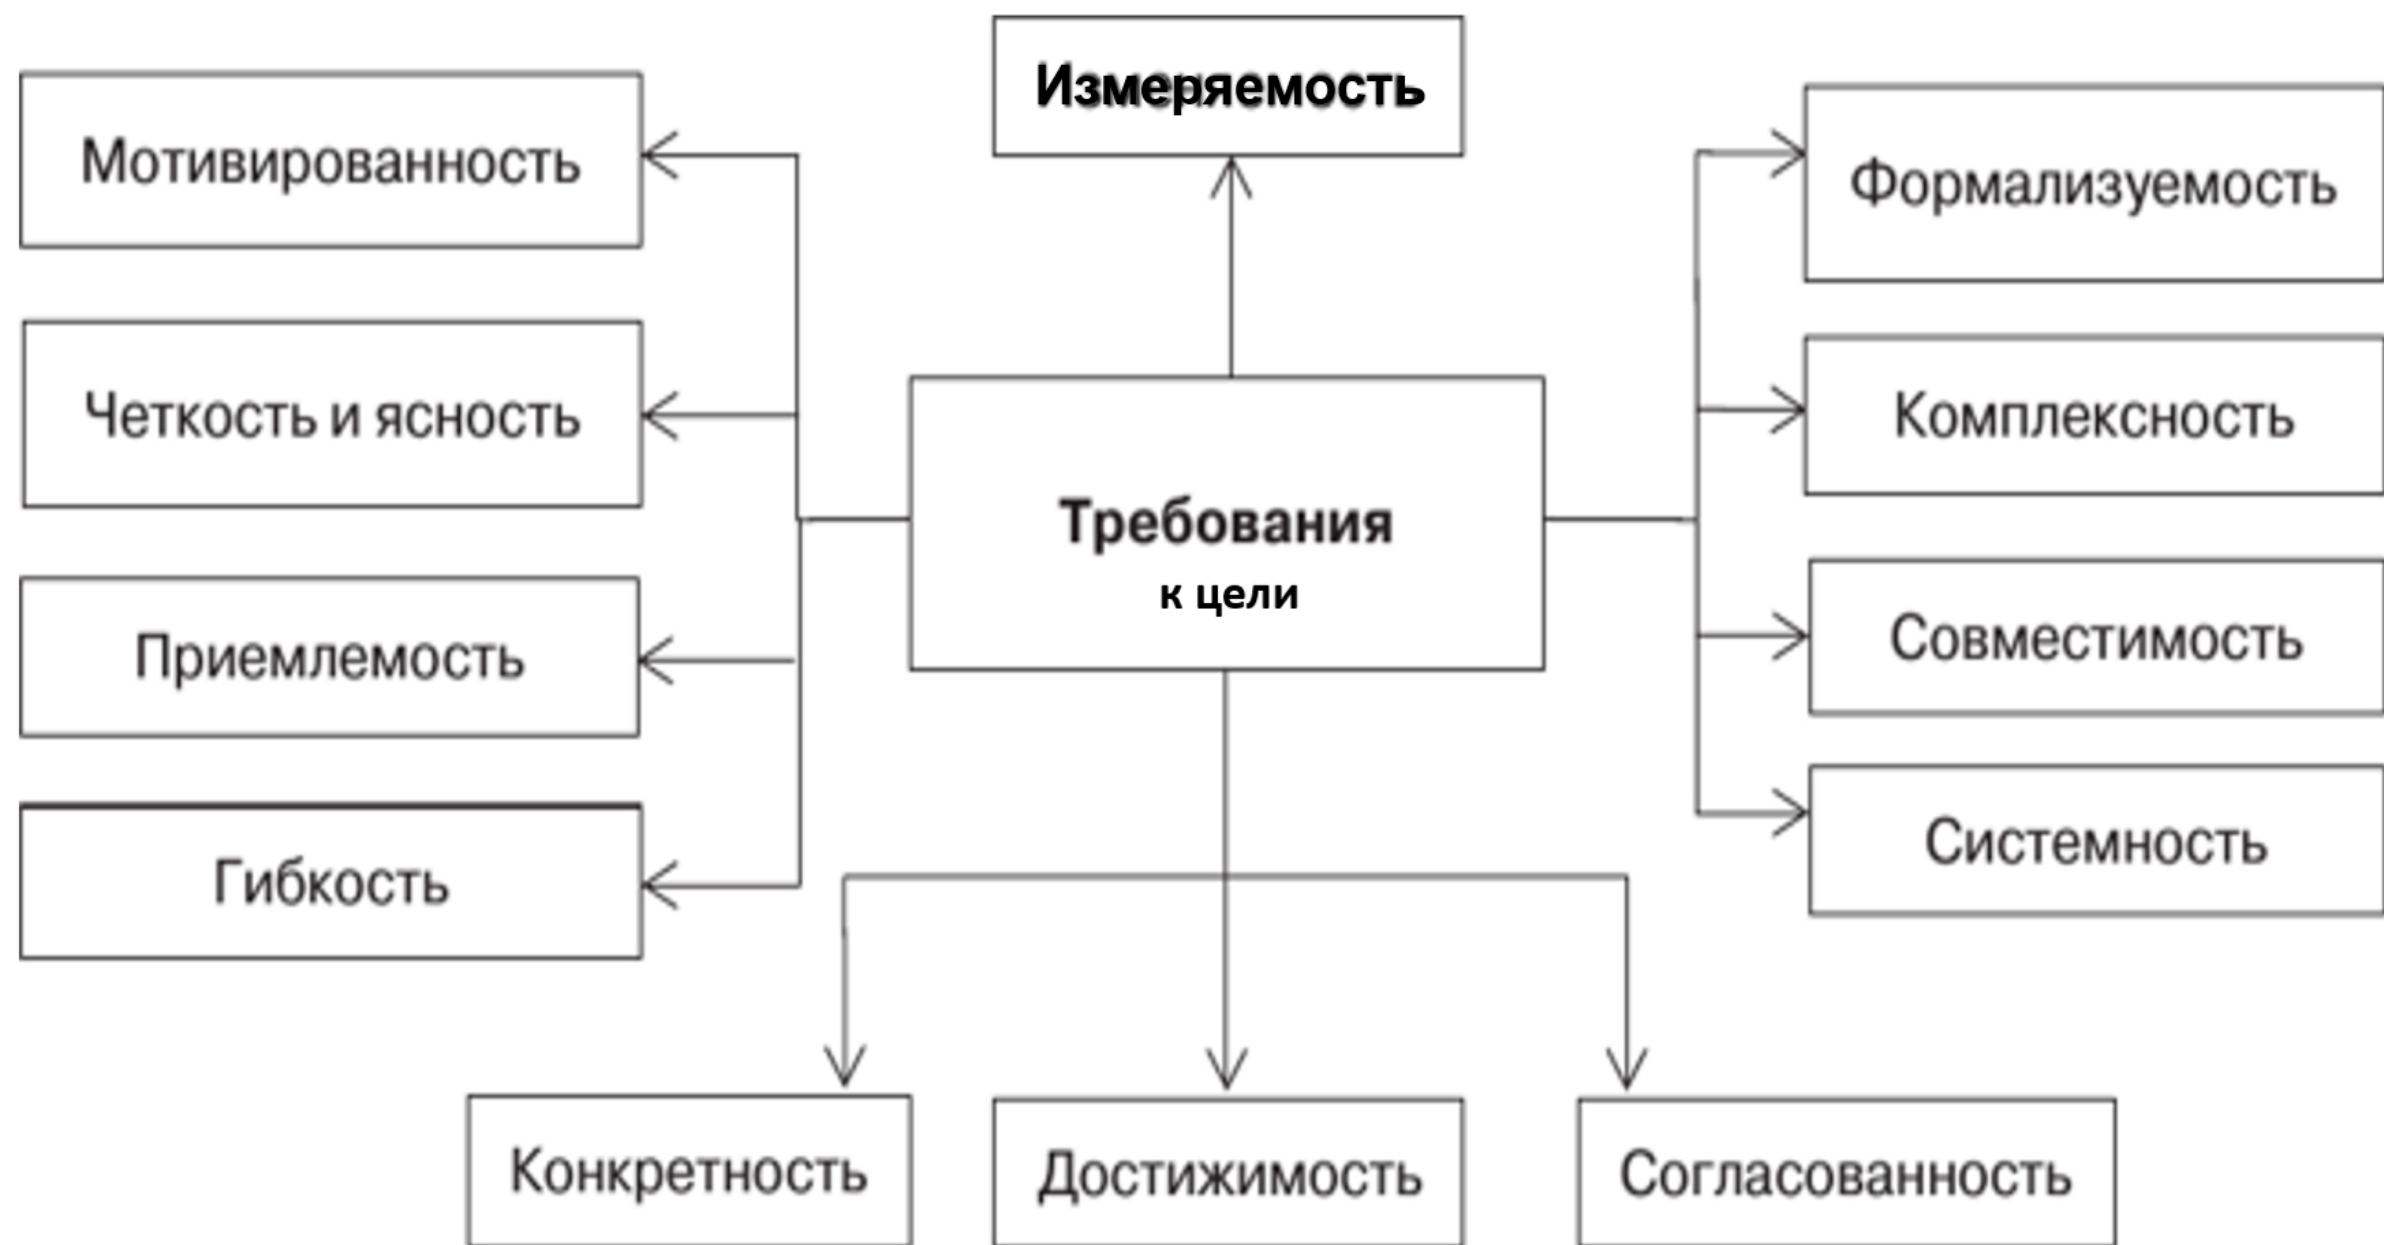 Измеряемость
Мотивированность
Формализуемость
Четкость и ясность
Комплексность
Требования
к цели
Приемлемость
Совместимость
Гибкость
Системность
Конкретность
Достижимость
Согласованность